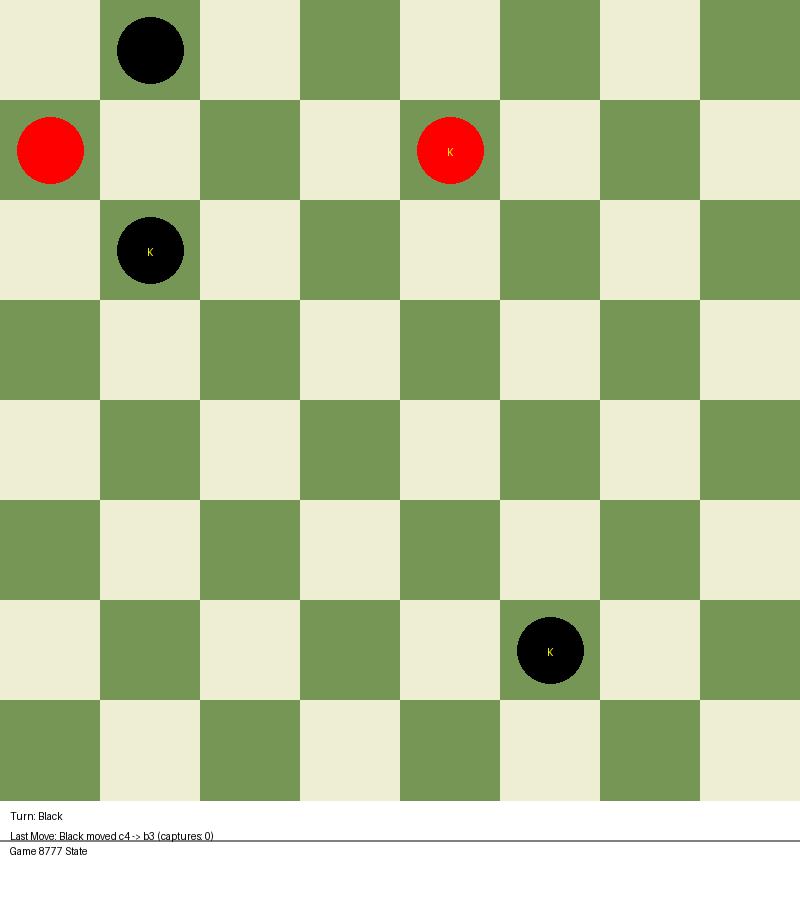 K
K
K
Turn: Black
Last Move: Black moved c4 -> b3 (captures: 0)
Game 8777 State